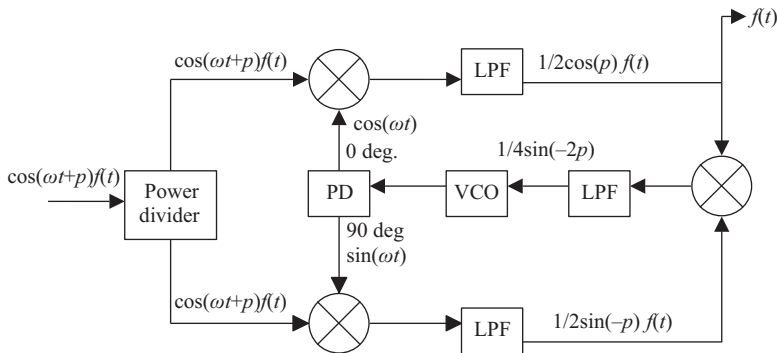 f(t)
cos(ωt+p)f(t)
LPF
1/2cos(p) f(t)
cos(ωt)
0 deg.
1/4sin(–2p)
cos(ωt+p)f(t)
Power
divider
PD
VCO
LPF
90 deg
sin(ωt)
cos(ωt+p)f(t)
LPF
1/2sin(–p) f(t)